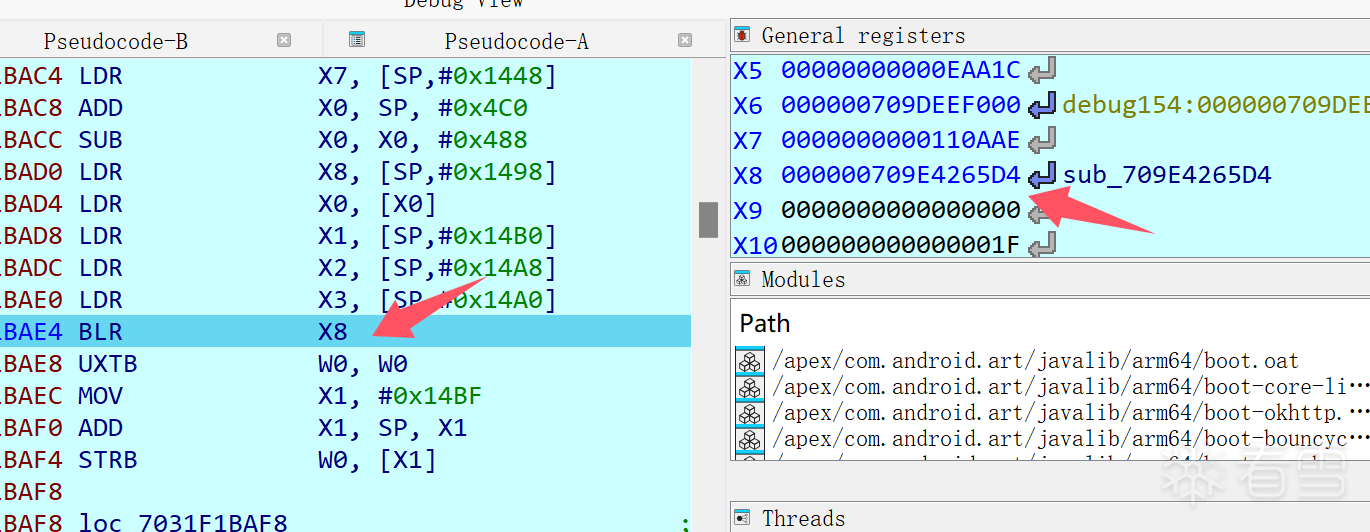 Debug View
Pseudocode-B
Pseudocode-A
BAC4 LDR X7, [SP,#0x1448]
BAC8 ADD X0, SP, #0x4C0
BACC SUB X0, X0, #0x488
BAD0 LDR X8, [SP,#0x1498]
BAD4 LDR X0, [X0]
BAD8 LDR X1, [SP,#0x14B0]
BADC LDR X2, [SP,#0x14A8]
BAE0 LDR X3, [SP,#0x14A0]
BAE4 BLR X8
BAE8 UXTB W0, W0
BAEC MOV X1, #0x14BF
BAF0 ADD X1, SP, X1
BAF4 STRB W0, [X1]
BAF8
BAF8 loc_7031F1BAF8 ;
General registers
X5 00000000000EAA1C
X6 000000709DEEF000 debug154:000000709DEE
X7 0000000000110AAE
X8 000000709E4265D4 sub_709E4265D4
X9 0000000000000000
X10 000000000000001F
Modules
Path
/apex/com.android.art/javalib/arm64/boot.oat
/apex/com.android.art/javalib/arm64/boot-core-li…
/apex/com.android.art/javalib/arm64/boot-okhttp.…
/apex/com.android.art/javalib/arm64/boot-bouncyc…
看雪
Threads